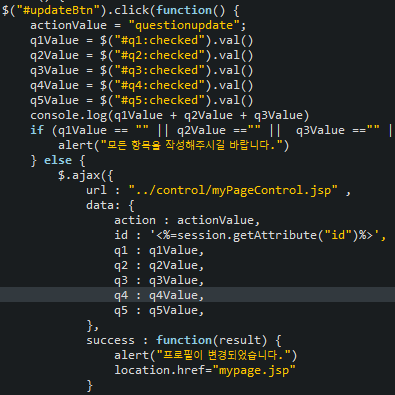 $("#updateBtn").click(function() {
actionValue = "questionupdate";
q1Value = $("#q1:checked").val()
q2Value = $("#q2:checked").val()
q3Value = $("#q3:checked").val()
q4Value = $("#q4:checked").val()
q5Value = $("#q5:checked").val()
console.log(q1Value + q2Value + q3Value)
if (q1Value == "" || q2Value =="" || q3Value =="" |
alert("모든 항목을 작성해주시길 바랍니다.")
} else {
$.ajax({
url : "../control/myPageControl.jsp" ,
data: {
action : actionValue,
id : '<%=session.getAttribute("id")%>',
q1 : q1Value,
q2 : q2Value,
q3 : q3Value,
q4 : q4Value,
q5 : q5Value,
},
success : function(result) {
alert("프로필이 변경되었습니다.")
location.href="mypage.jsp"
}